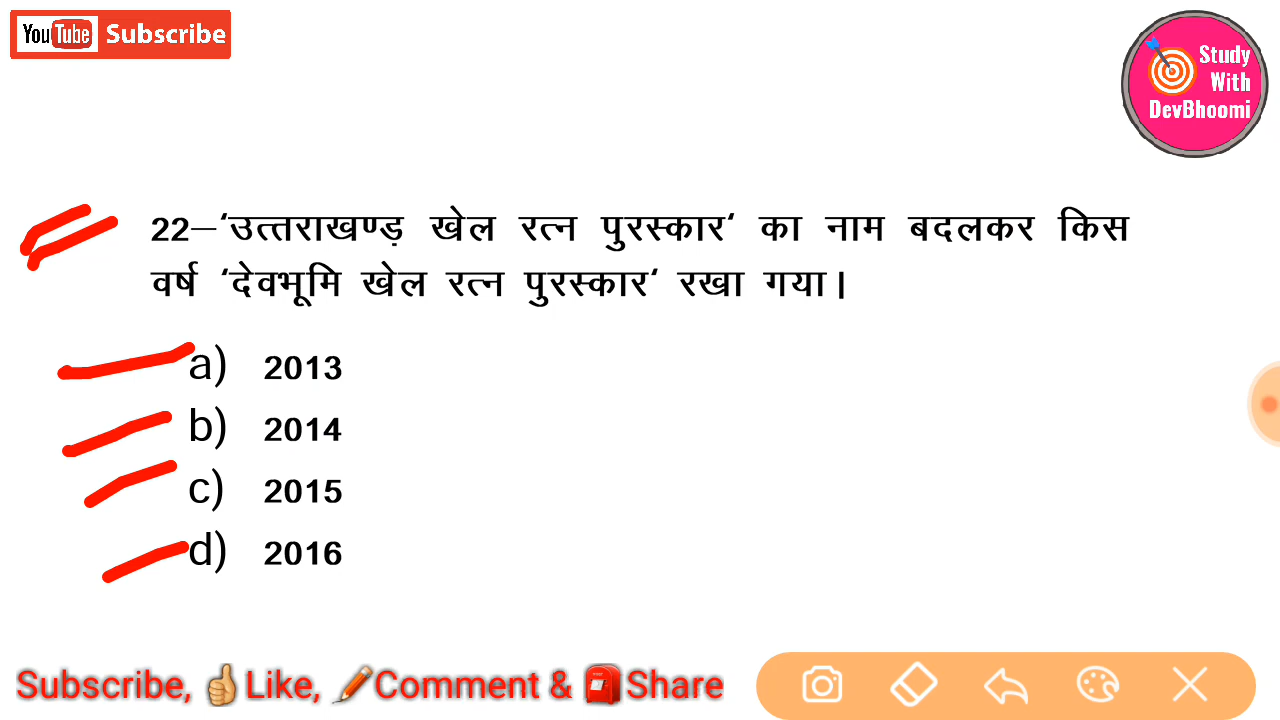 YouTube Subscribe
Study
With
DevBhoomi
22–‘उत्तराखण्ड़ खेल रत्न पुरस्कार‘ का नाम बदलकर किस
वर्ष ‘देवभूमि खेल रत्न पुरस्कार‘ रखा गया।
a) 2013
b) 2014
c) 2015
d) 2016
Subscribe, Like, Comment & Share